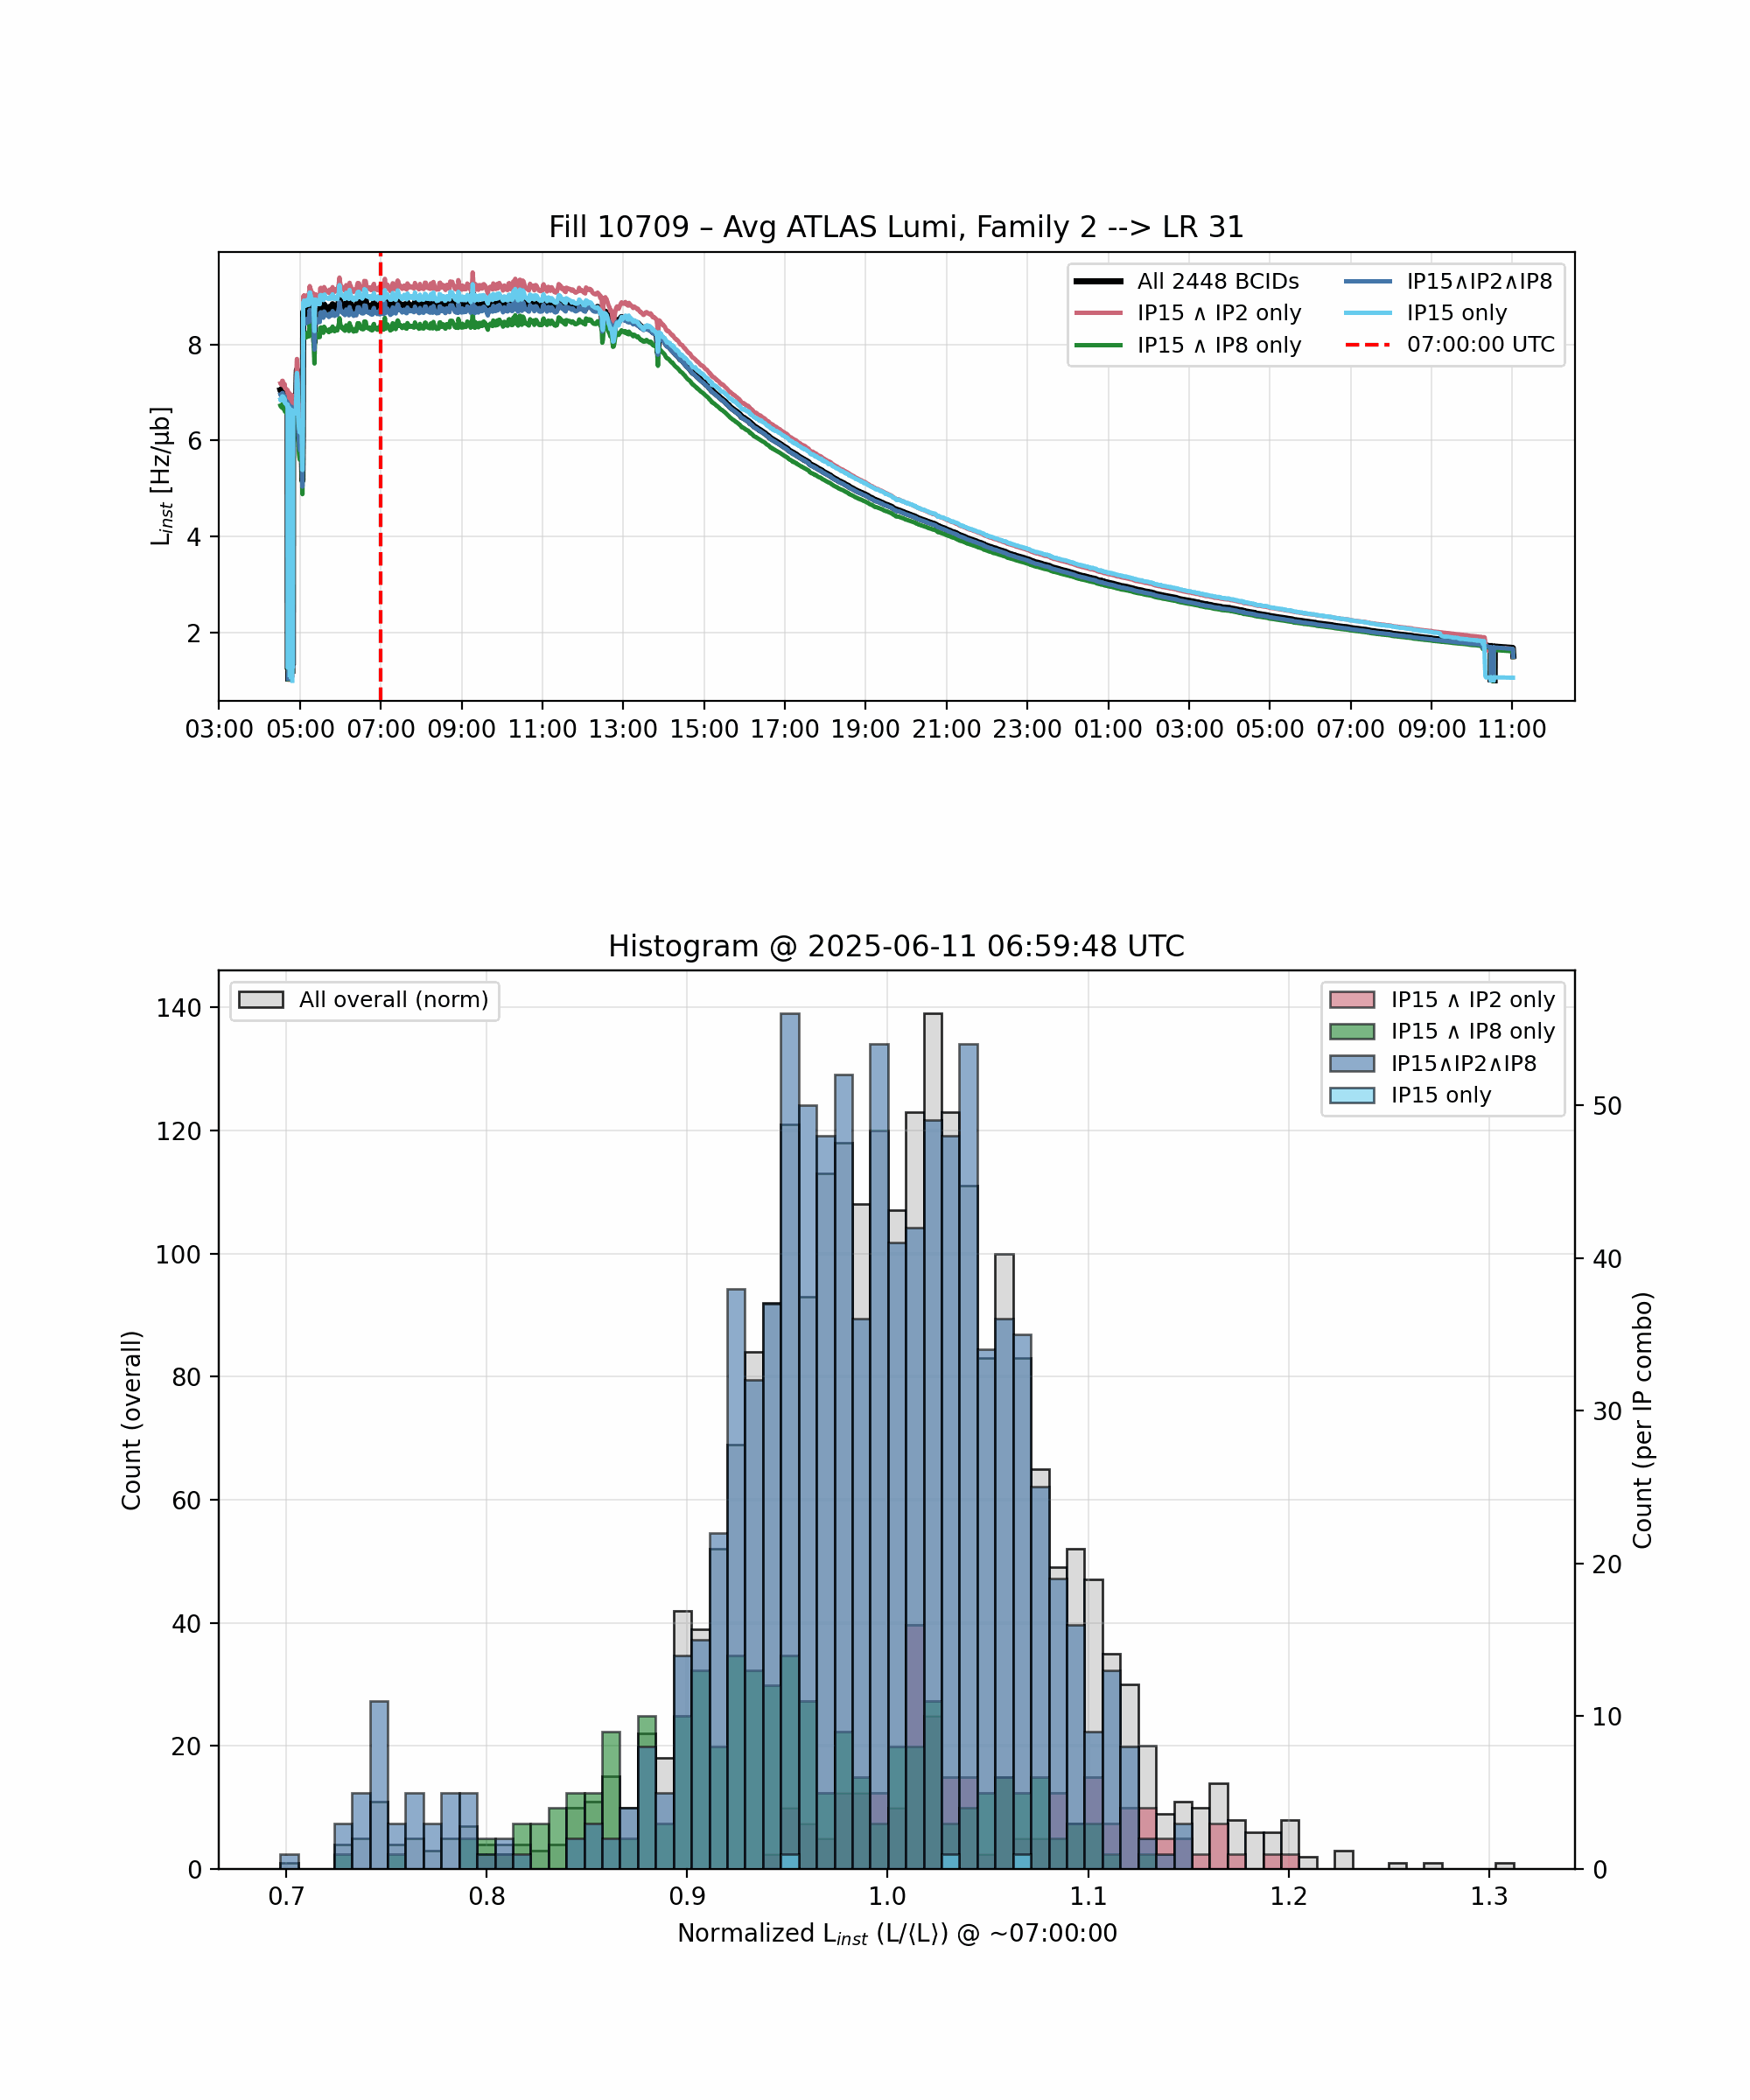 Fill 10709 – Avg ATLAS Lumi, Family 2 --> LR 31
All 2448 BCIDs
IP15 ∧ IP2 only
IP15 ∧ IP8 only
IP15∧IP2∧IP8
IP15 only
07:00:00 UTC
L_inst [Hz/μb]
8
6
4
2
03:00 05:00 07:00 09:00 11:00 13:00 15:00 17:00 19:00 21:00 23:00 01:00 03:00 05:00 07:00 09:00 11:00
Histogram @ 2025-06-11 06:59:48 UTC
All overall (norm)
IP15 ∧ IP2 only
IP15 ∧ IP8 only
IP15∧IP2∧IP8
IP15 only
Count (overall)
140
120
100
80
60
40
20
0
Count (per IP combo)
50
40
30
20
10
0
0.7 0.8 0.9 1.0 1.1 1.2 1.3
Normalized L_inst (L/⟨L⟩) @ ~07:00:00